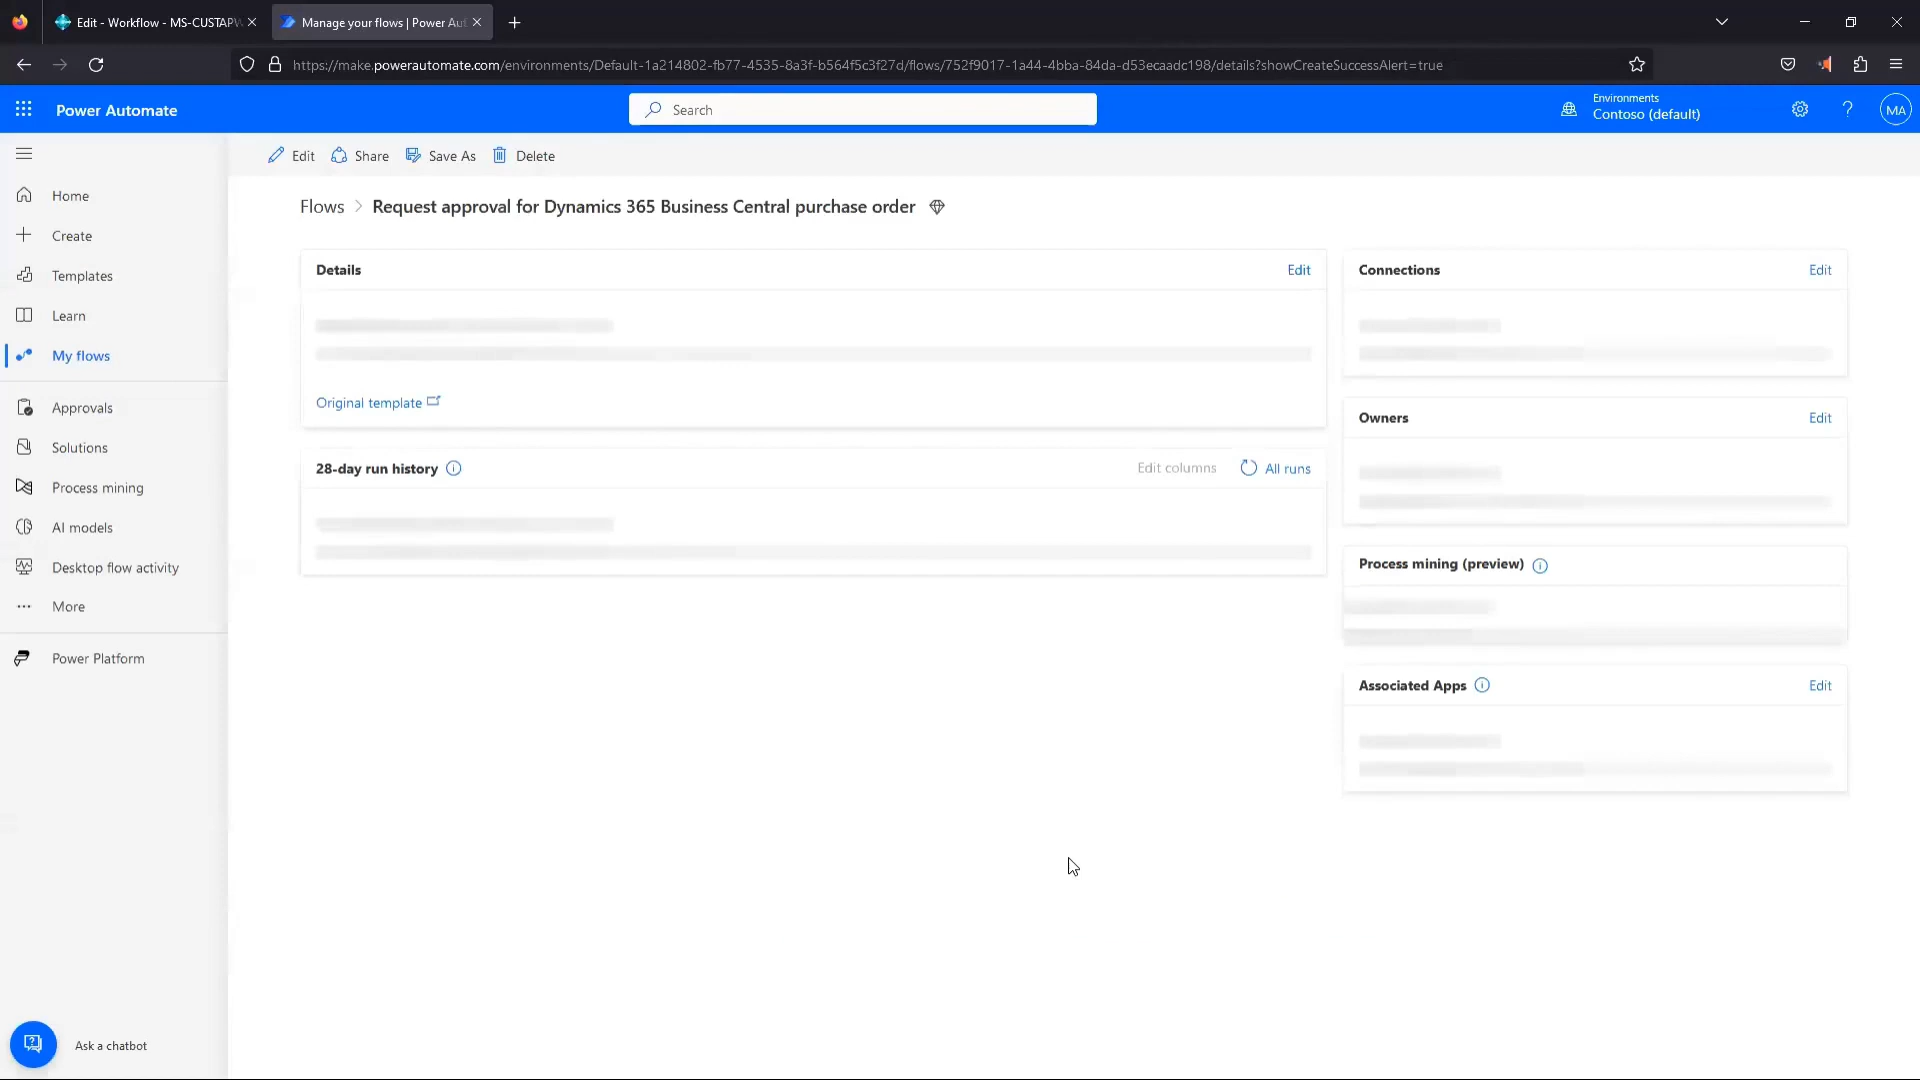 Edit - Workflow - MS-CUSTAPW
Manage your flows | Power Aut
https://make.powerautomate.com/environments/Default-1a214802-fb77-4535-8a3f-b564f5c3f27d/flows/752f9017-1a44-4bba-84da-d53ecaadc198/details?showCreateSuccessAlert=true
Power Automate
Search
Environments
Contoso (default)
MA
Edit
Share
Save As
Delete
Home
Create
Templates
Learn
My flows
Approvals
Solutions
Process mining
AI models
Desktop flow activity
More
Power Platform
Ask a chatbot
Flows > Request approval for Dynamics 365 Business Central purchase order
Details
Edit
Original template
28-day run history
Edit columns
All runs
Connections
Edit
Owners
Edit
Process mining (preview)
Associated Apps
Edit